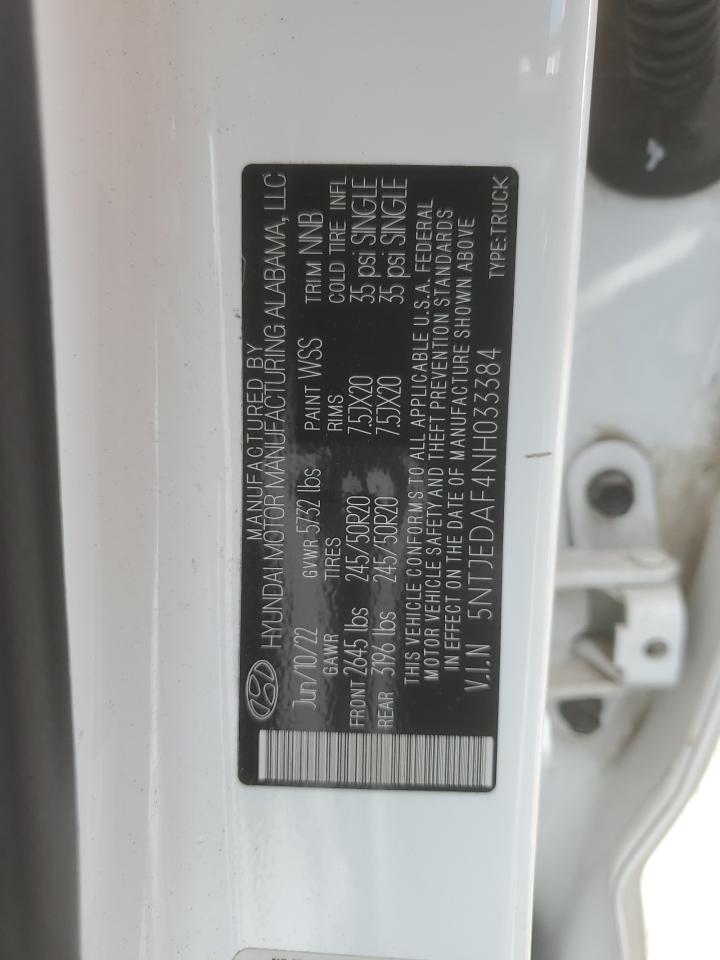 MANUFACTURED BY
HYUNDAI MOTOR MANUFACTURING ALABAMA, LLC
Jun/10/22 GVWR 5732 lbs PAINT WSS TRIM NNB
GAWR TIRES RIMS COLD TIRE INFL
FRONT 2645 lbs 245/50R20 7.5JX20 35 psi SINGLE
REAR 3196 lbs 245/50R20 7.5JX20 35 psi SINGLE
THIS VEHICLE CONFORMS TO ALL APPLICABLE U.S.A. FEDERAL
MOTOR VEHICLE SAFETY AND THEFT PREVENTION STANDARDS
IN EFFECT ON THE DATE OF MANUFACTURE SHOWN ABOVE
V.I.N 5NTJEDAF4NH033384 TYPE:TRUCK